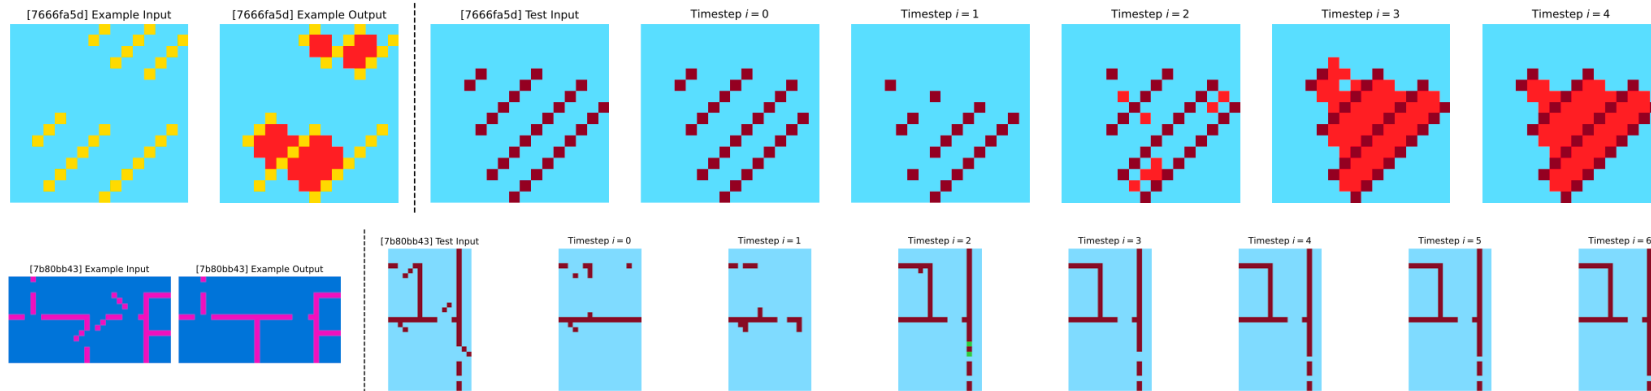 [7666fa5d] Example Input
[7666fa5d] Example Output
[7666fa5d] Test Input
Timestep i = 0
Timestep i = 1
Timestep i = 2
Timestep i = 3
Timestep i = 4
[7b80bb43] Example Input
[7b80bb43] Example Output
[7b80bb43] Test Input
Timestep i = 0
Timestep i = 1
Timestep i = 2
Timestep i = 3
Timestep i = 4
Timestep i = 5
Timestep i = 6